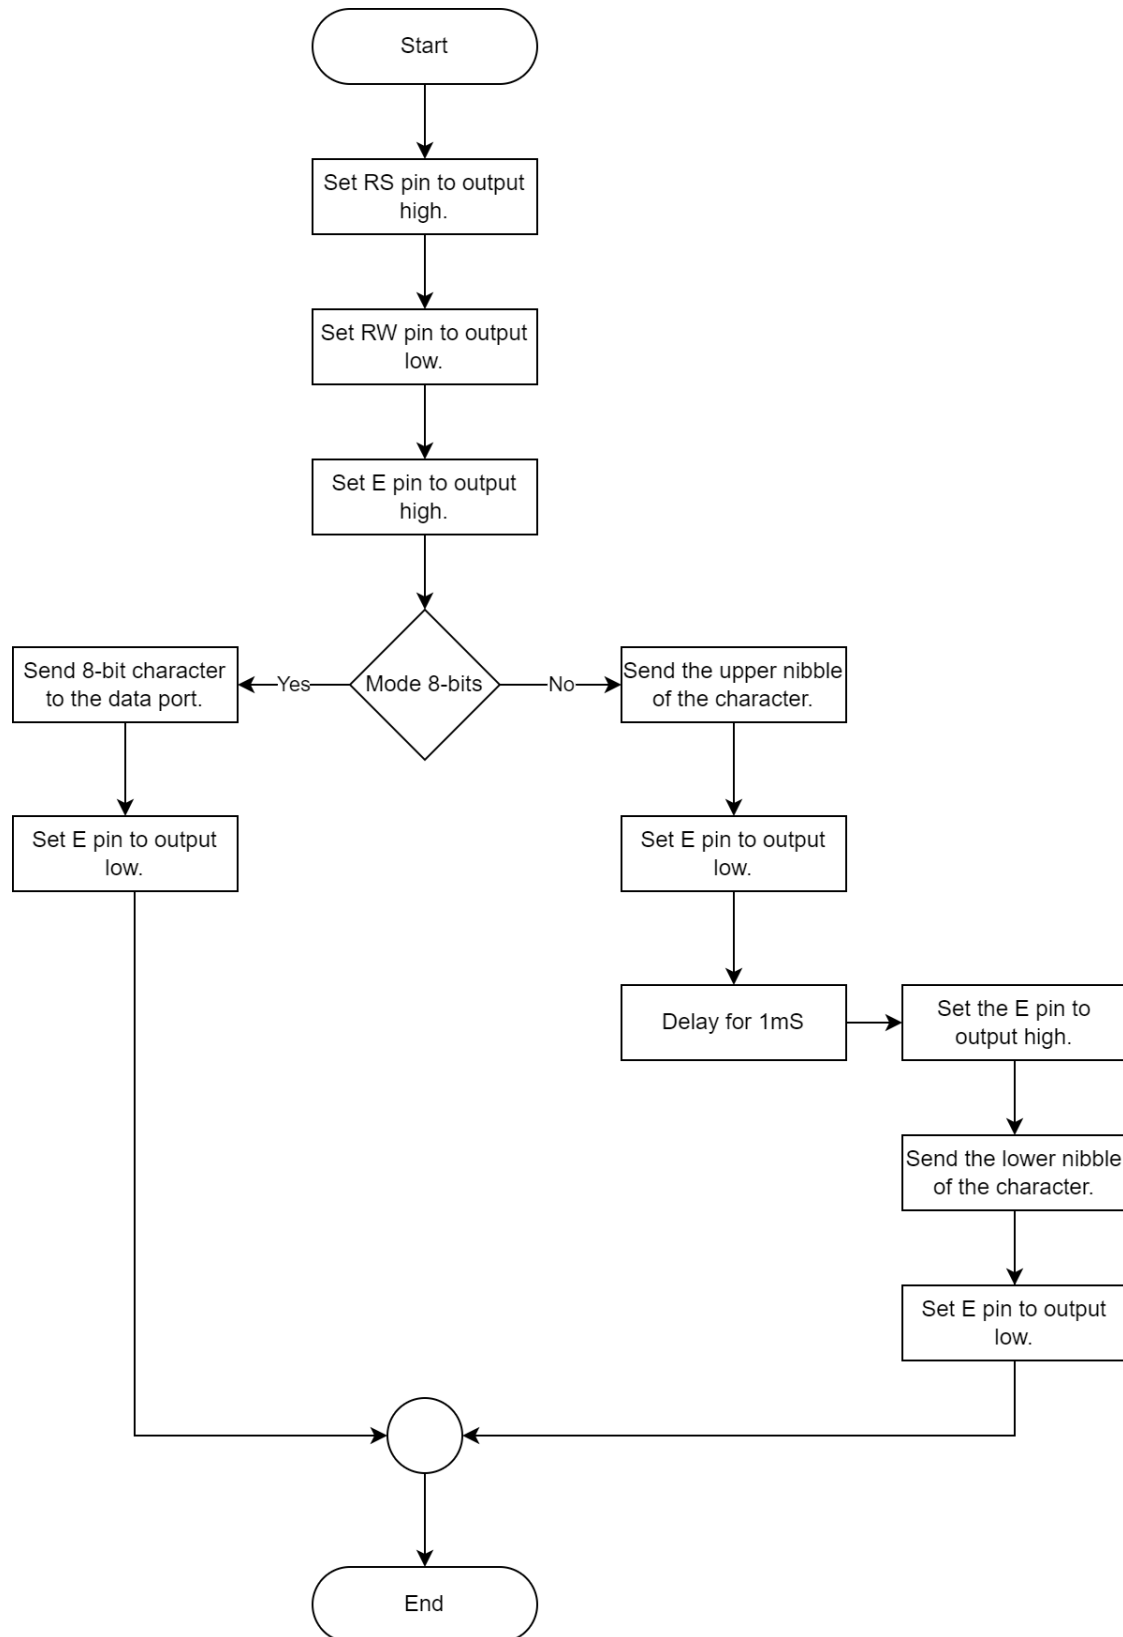 Start
Set RS pin to output
high.
Set RW pin to output
low.
Set E pin to output
high.
Mode 8-bits
Yes
Send 8-bit character
to the data port.
Set E pin to output
low.
No
Send the upper nibble
of the character.
Set E pin to output
low.
Delay for 1mS
Set the E pin to
output high.
Send the lower nibble
of the character.
Set E pin to output
low.
End